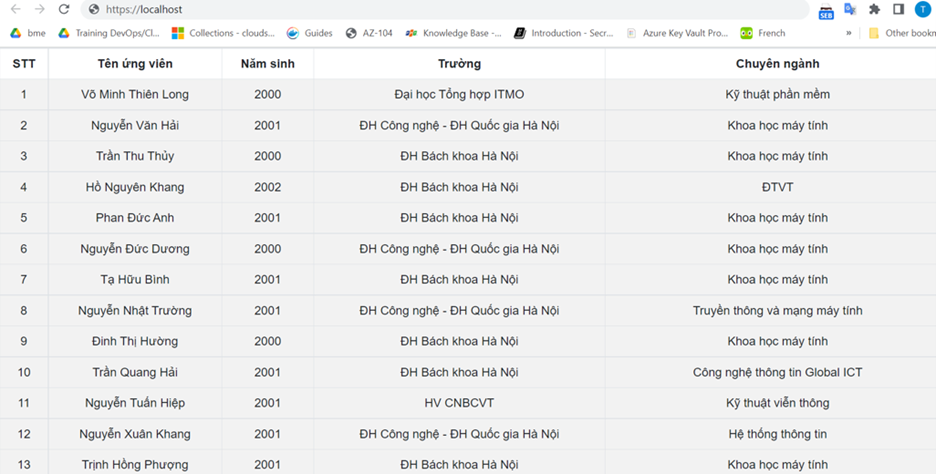 https://localhost
SEB
T
bme Training DevOps/Cl... Collections - clouds... Guides AZ-104 Knowledge Base -... Introduction - Secr... Azure Key Vault Pro... French » Other bookm
STT Tên ứng viên Năm sinh Trường Chuyên ngành
1 Võ Minh Thiên Long 2000 Đại học Tổng hợp ITMO Kỹ thuật phần mềm
2 Nguyễn Văn Hải 2001 ĐH Công nghệ - ĐH Quốc gia Hà Nội Khoa học máy tính
3 Trần Thu Thủy 2000 ĐH Bách khoa Hà Nội Khoa học máy tính
4 Hồ Nguyên Khang 2002 ĐH Bách khoa Hà Nội ĐTVT
5 Phan Đức Anh 2001 ĐH Bách khoa Hà Nội Khoa học máy tính
6 Nguyễn Đức Dương 2000 ĐH Công nghệ - ĐH Quốc gia Hà Nội Khoa học máy tính
7 Tạ Hữu Bình 2001 ĐH Bách khoa Hà Nội Khoa học máy tính
8 Nguyễn Nhật Trường 2001 ĐH Công nghệ - ĐH Quốc gia Hà Nội Truyền thông và mạng máy tính
9 Đinh Thị Hường 2000 ĐH Bách khoa Hà Nội Khoa học máy tính
10 Trần Quang Hải 2001 ĐH Bách khoa Hà Nội Công nghệ thông tin Global ICT
11 Nguyễn Tuấn Hiệp 2001 HV CNBCVT Kỹ thuật viễn thông
12 Nguyễn Xuân Khang 2001 ĐH Công nghệ - ĐH Quốc gia Hà Nội Hệ thống thông tin
13 Trịnh Hồng Phượng 2001 ĐH Bách khoa Hà Nội Khoa học máy tính